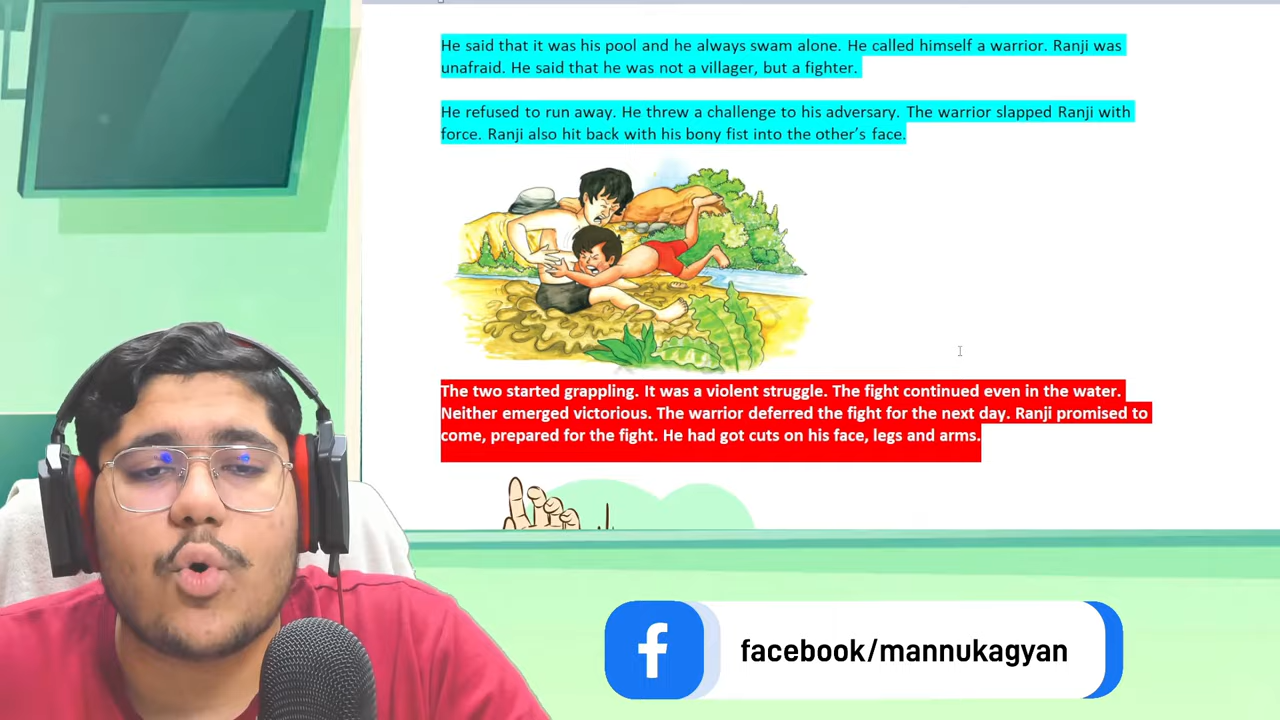 He said that it was his pool and he always swam alone. He called himself a warrior. Ranji was
unafraid. He said that he was not a villager, but a fighter.
He refused to run away. He threw a challenge to his adversary. The warrior slapped Ranji with
force. Ranji also hit back with his bony fist into the other’s face.
The two started grappling. It was a violent struggle. The fight continued even in the water.
Neither emerged victorious. The warrior deferred the fight for the next day. Ranji promised to
come, prepared for the fight. He had got cuts on his face, legs and arms.
facebook/mannukagyan